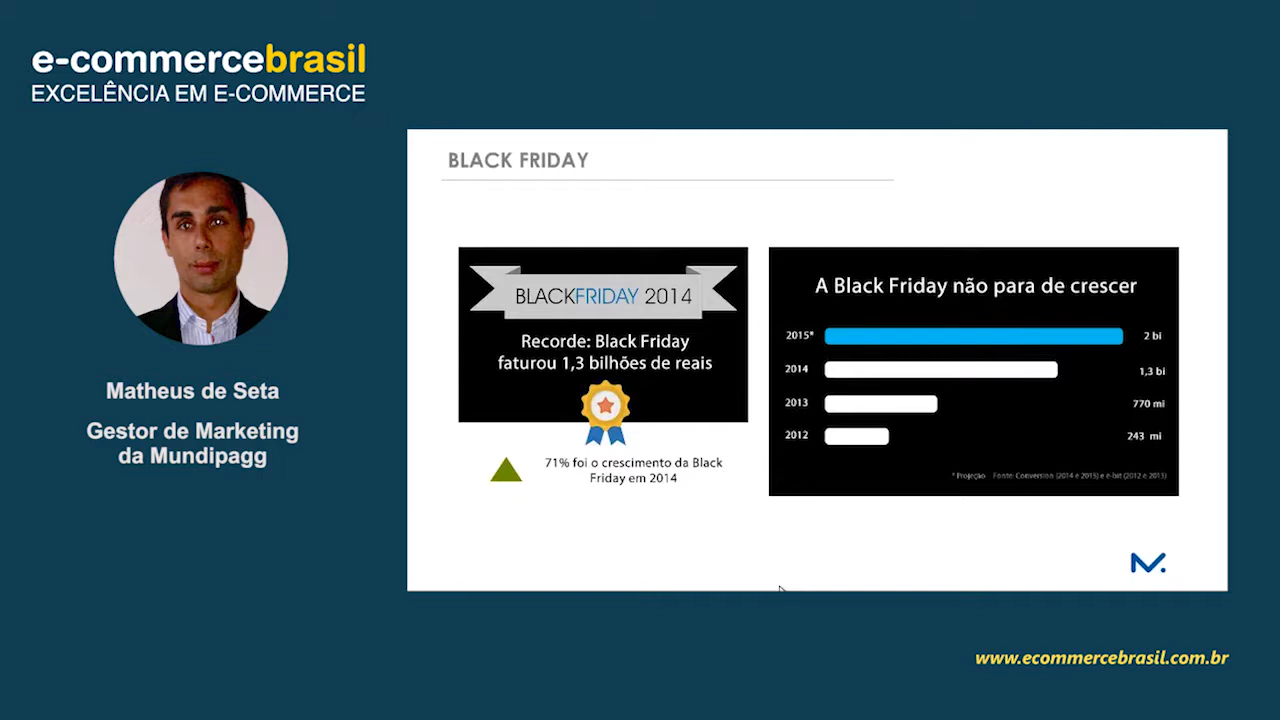 e-commercebrasil
EXCELÊNCIA EM E-COMMERCE
Matheus de Seta
Gestor de Marketing
da Mundipagg
BLACK FRIDAY
BLACKFRIDAY 2014
Recorde: Black Friday
faturou 1,3 bilhões de reais
71% foi o crescimento da Black
Friday em 2014
A Black Friday não para de crescer
2015* 2 bi
2014 1,3 bi
2013 770 mi
2012 243 mi
* Projeção Fonte: Conversion (2014 e 2015) e e-bit (2012 e 2013)
www.ecommercebrasil.com.br